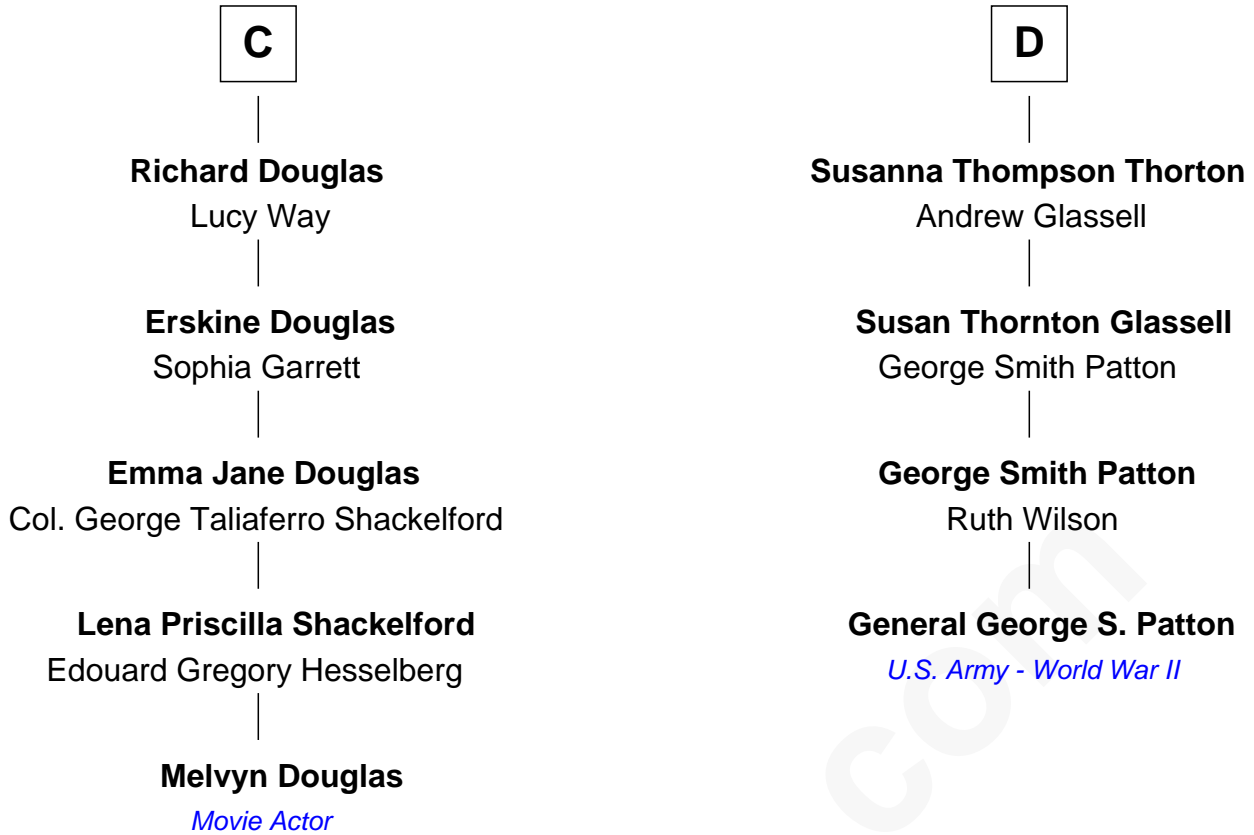 C
Richard Douglas
Lucy Way
Erskine Douglas
Sophia Garrett
Emma Jane Douglas
Col. George Taliaferro Shackelford
Lena Priscilla Shackelford
Edouard Gregory Hesselberg
Melvyn Douglas
Movie Actor
D
Susanna Thompson Thorton
Andrew Glassell
Susan Thornton Glassell
George Smith Patton
George Smith Patton
Ruth Wilson
General George S. Patton
U.S. Army - World War II
com